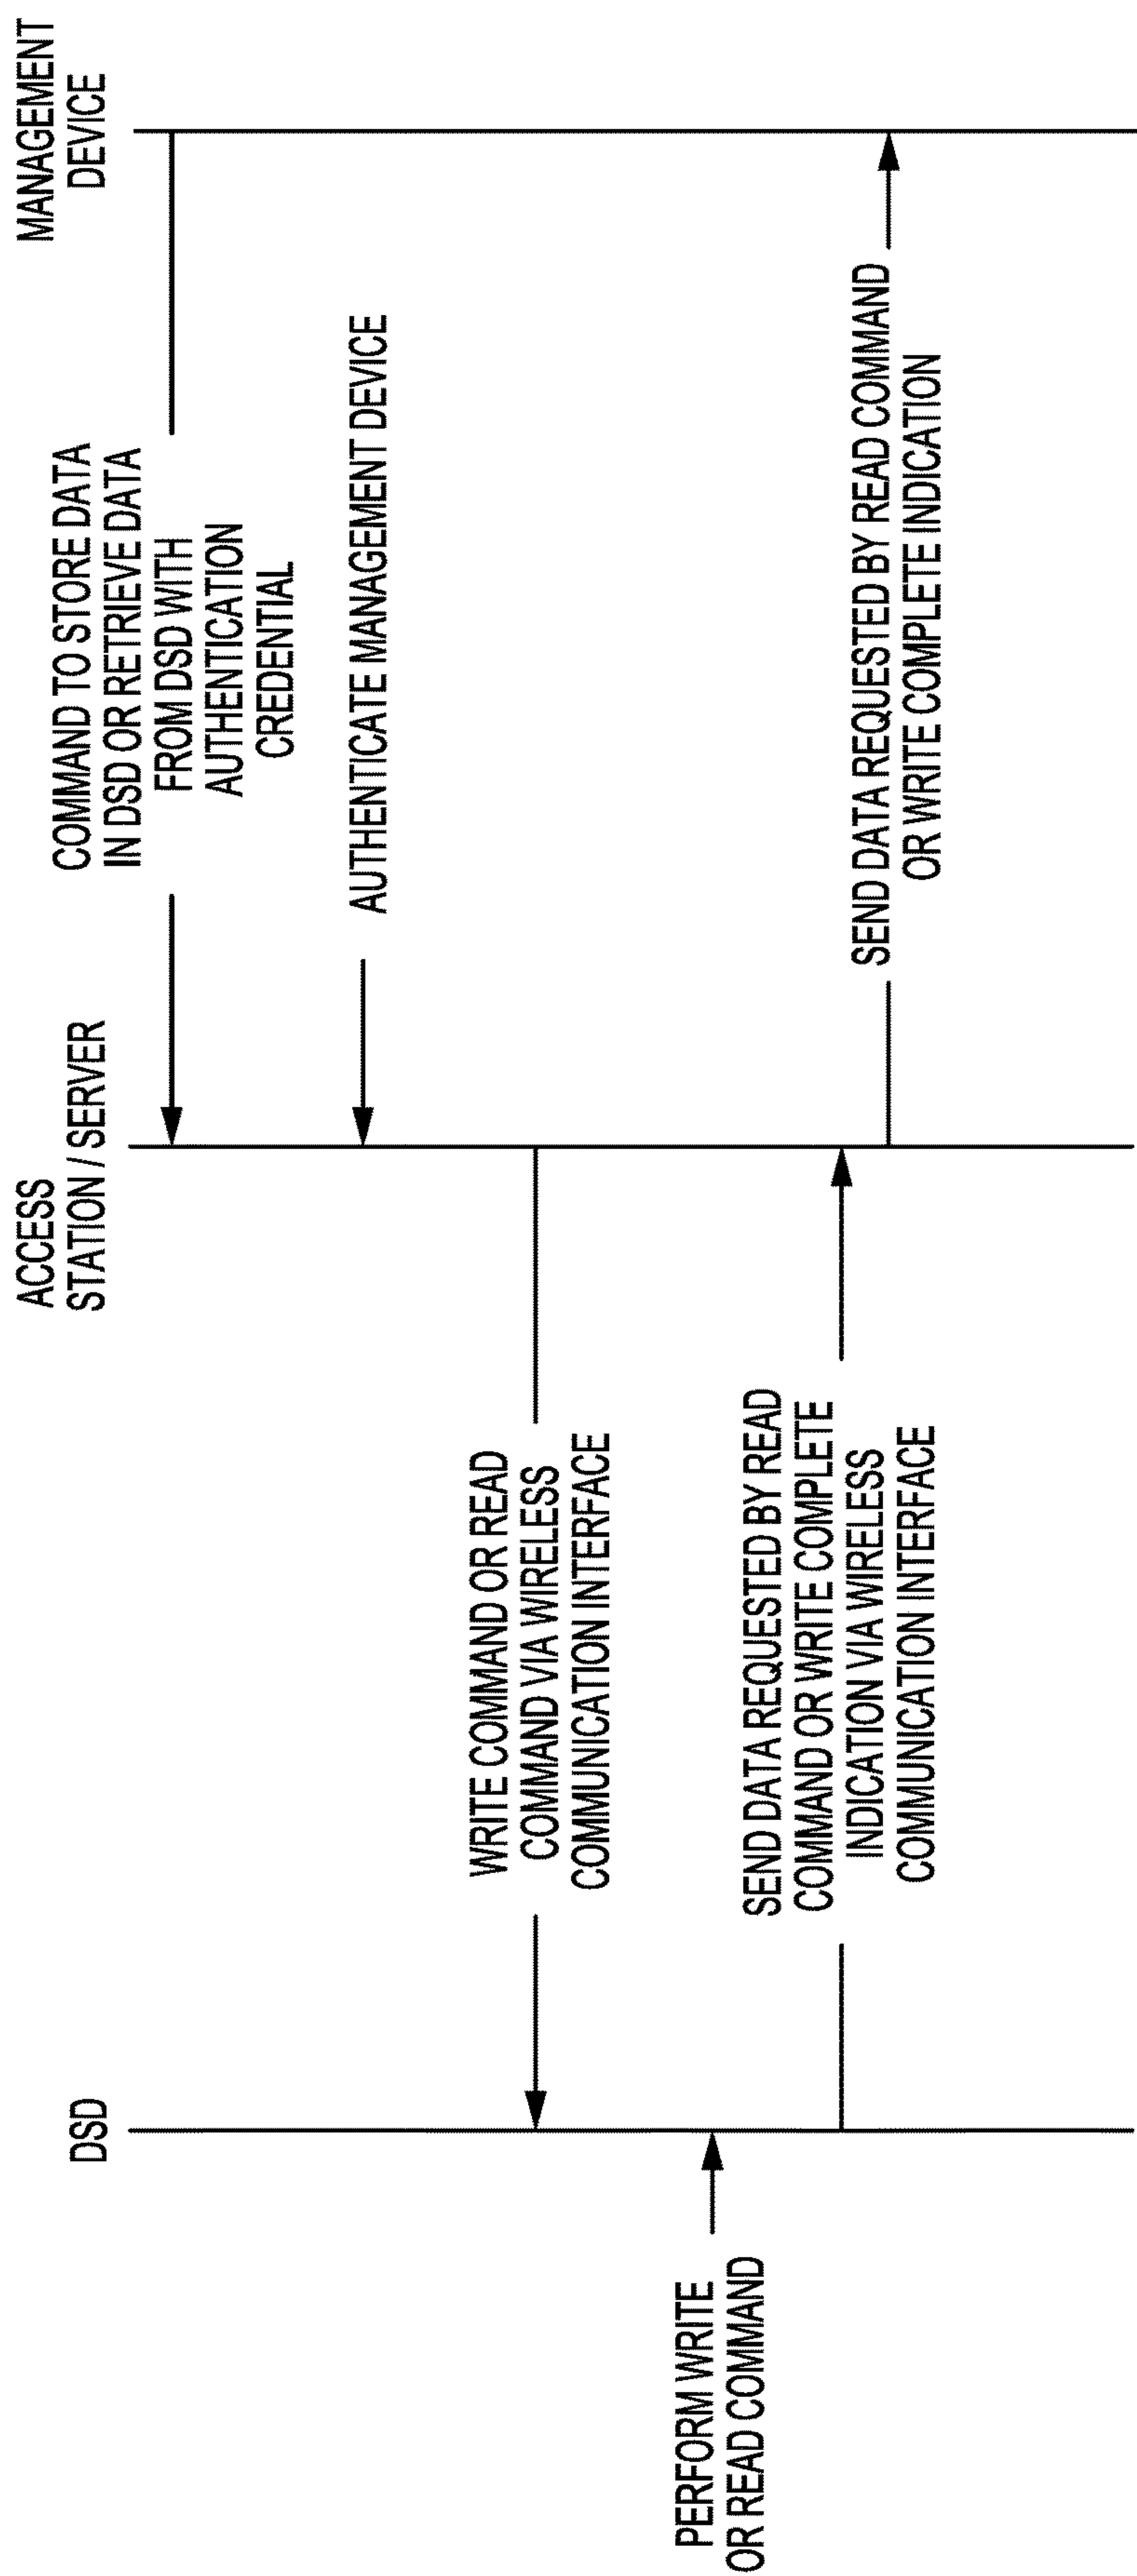 DSD
ACCESS
STATION / SERVER
MANAGEMENT
DEVICE
COMMAND TO STORE DATA
IN DSD OR RETRIEVE DATA
FROM DSD WITH
AUTHENTICATION
CREDENTIAL
AUTHENTICATE MANAGEMENT DEVICE
WRITE COMMAND OR READ
COMMAND VIA WIRELESS
COMMUNICATION INTERFACE
PERFORM WRITE
OR READ COMMAND
SEND DATA REQUESTED BY READ
COMMAND OR WRITE COMPLETE
INDICATION VIA WIRELESS
COMMUNICATION INTERFACE
SEND DATA REQUESTED BY READ COMMAND
OR WRITE COMPLETE INDICATION